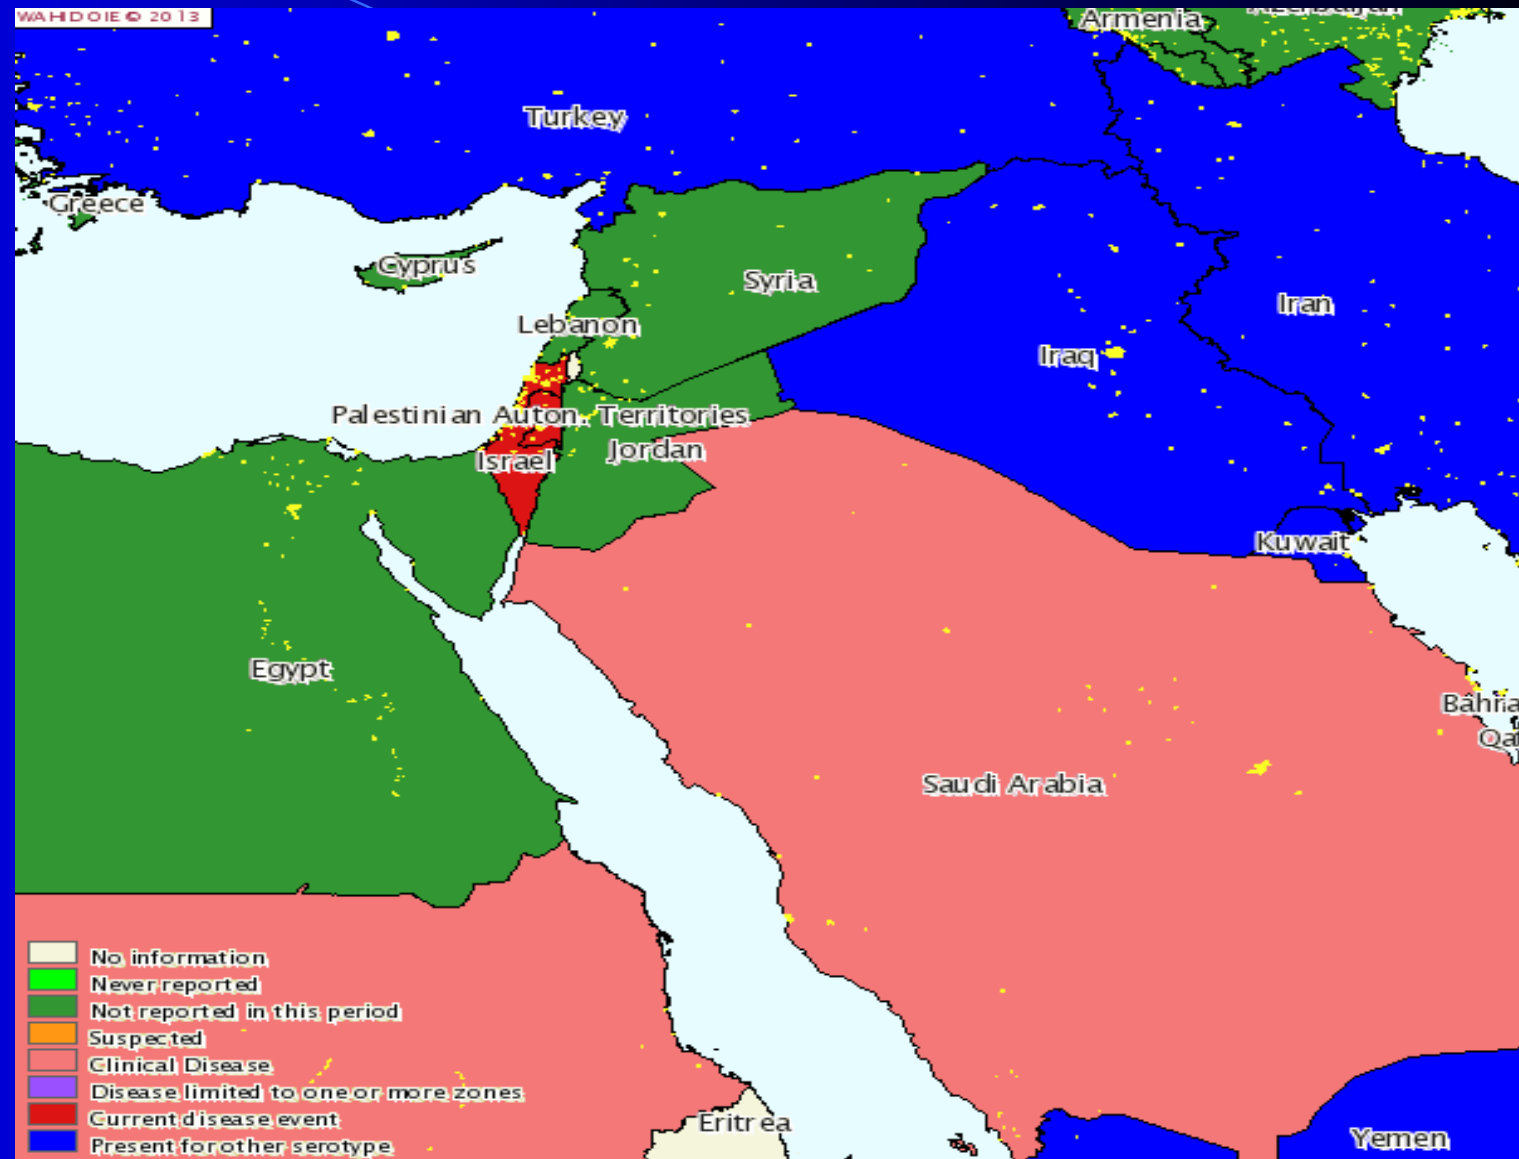 WAHID OIE © 2013
Armenia
Azerbaijan
Turkey
Greece
Cyprus
Syria
Iran
Lebanon
Iraq
Palestinian Auton. Territories
Jordan
Israel
Kuwait
Egypt
Bahra
Qat
Saudi Arabia
Eritrea
Yemen
No information
Never reported
Not reported in this period
Suspected
Clinical Disease
Disease limited to one or more zones
Current disease event
Present for other serotype